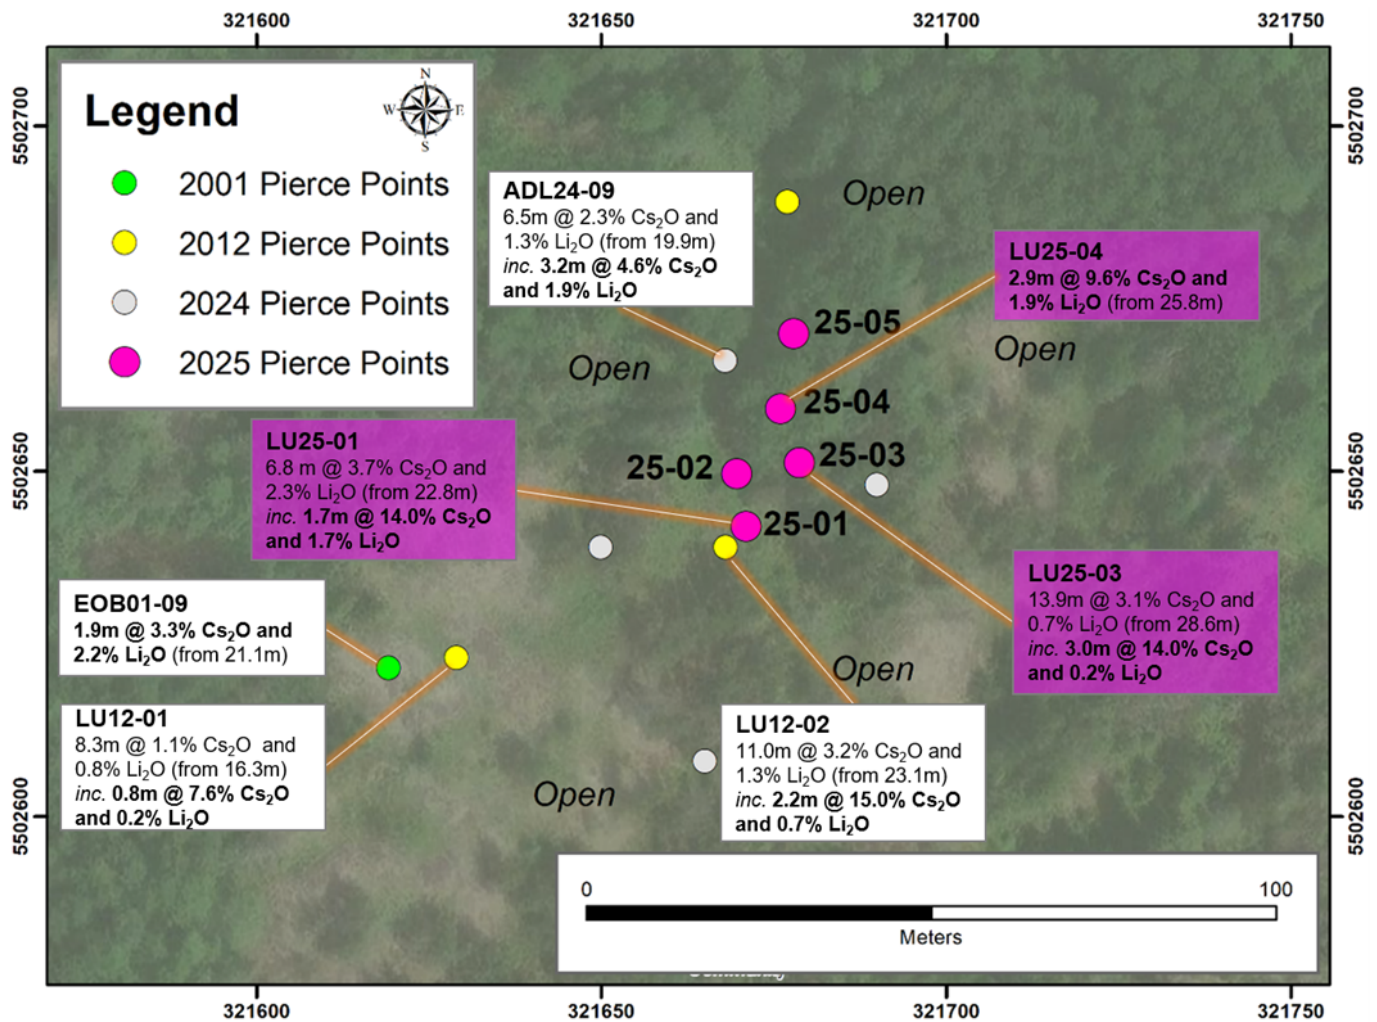 321600 321650 321700 321750
5502700
5502700
Legend
N
W E
S
2001 Pierce Points
2012 Pierce Points
2024 Pierce Points
2025 Pierce Points
ADL24-09
6.5m @ 2.3% Cs₂O and
1.3% Li₂O (from 19.9m)
inc. 3.2m @ 4.6% Cs₂O
and 1.9% Li₂O
Open
LU25-04
2.9m @ 9.6% Cs₂O and
1.9% Li₂O (from 25.8m)
25-05
Open
Open
25-04
LU25-01
6.8 m @ 3.7% Cs₂O and
2.3% Li₂O (from 22.8m)
inc. 1.7m @ 14.0% Cs₂O
and 1.7% Li₂O
25-02
25-03
25-01
5502650
5502650
LU25-03
13.9m @ 3.1% Cs₂O and
0.7% Li₂O (from 28.6m)
inc. 3.0m @ 14.0% Cs₂O
and 0.2% Li₂O
EOB01-09
1.9m @ 3.3% Cs₂O and
2.2% Li₂O (from 21.1m)
Open
LU12-01
8.3m @ 1.1% Cs₂O and
0.8% Li₂O (from 16.3m)
inc. 0.8m @ 7.6% Cs₂O
and 0.2% Li₂O
LU12-02
11.0m @ 3.2% Cs₂O and
1.3% Li₂O (from 23.1m)
inc. 2.2m @ 15.0% Cs₂O
and 0.7% Li₂O
Open
5502600
5502600
0 100
Meters
321600 321650 321700 321750